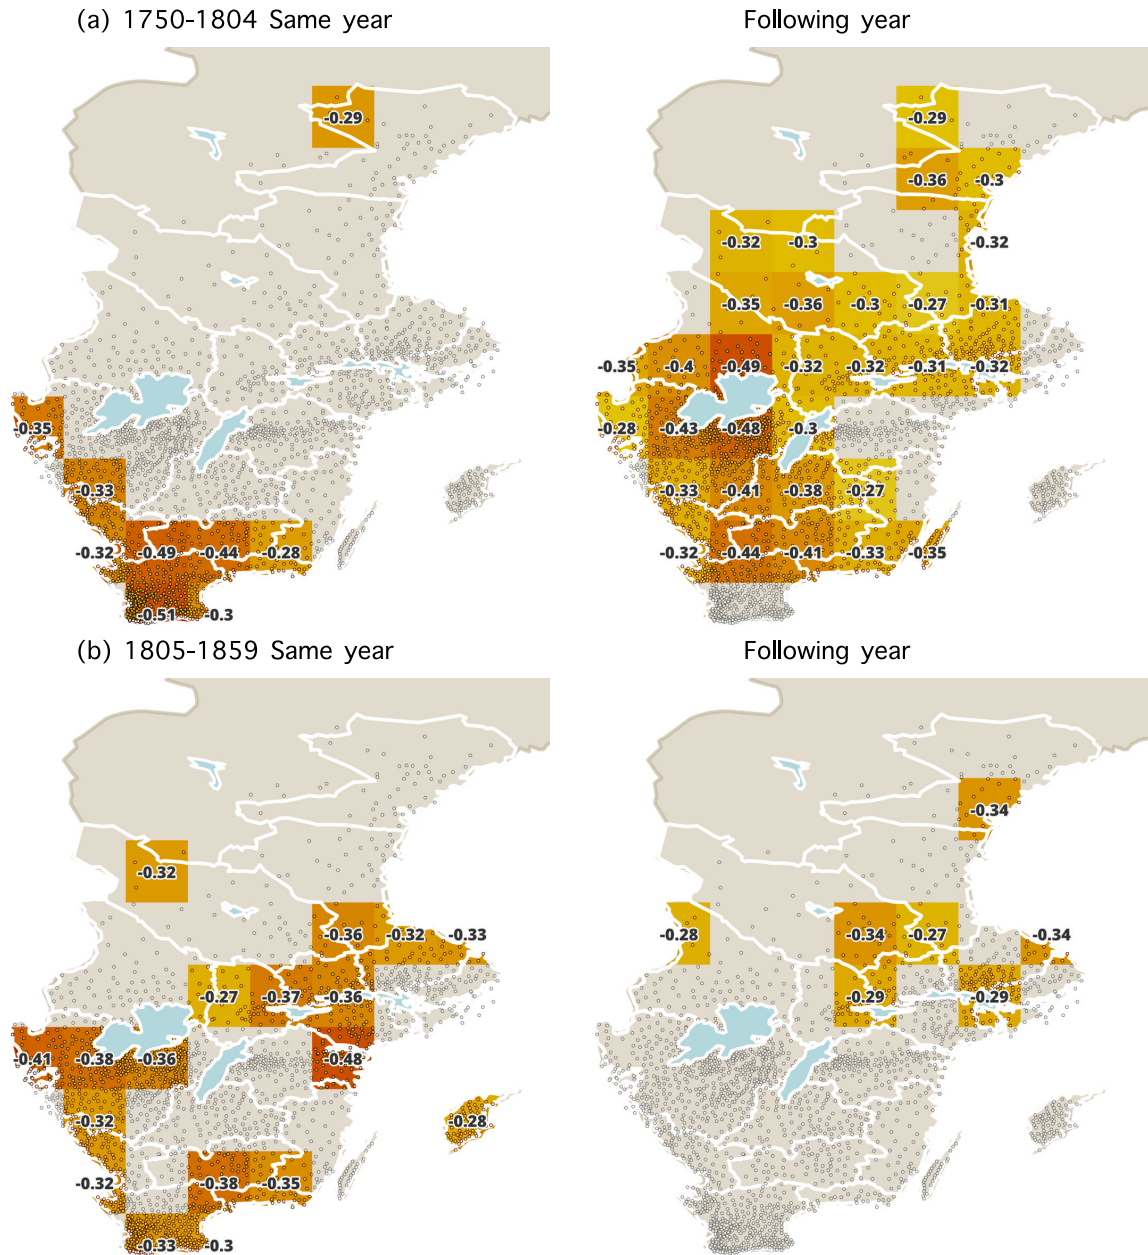 (a) 1750-1804 Same year
Following year
-0.29
-0.35
-0.33
-0.32 -0.49 -0.44 -0.28
-0.51 -0.3
-0.29
-0.36 -0.3
-0.32 -0.3 -0.32
-0.35 -0.36 -0.3 -0.27 -0.31
-0.35 -0.4 -0.49 -0.32 -0.32 -0.31 -0.32
-0.28 -0.43 -0.48 -0.3
-0.33 -0.41 -0.38 -0.27
-0.32 -0.44 -0.41 -0.33 -0.35
(b) 1805-1859 Same year
Following year
-0.32
-0.36 -0.32 -0.33
-0.27 -0.37 -0.36
-0.41 -0.38 -0.36 -0.48
-0.32 -0.28
-0.32 -0.38 -0.35
-0.33 -0.3
-0.34
-0.28 -0.34 -0.27 -0.34
-0.29 -0.29